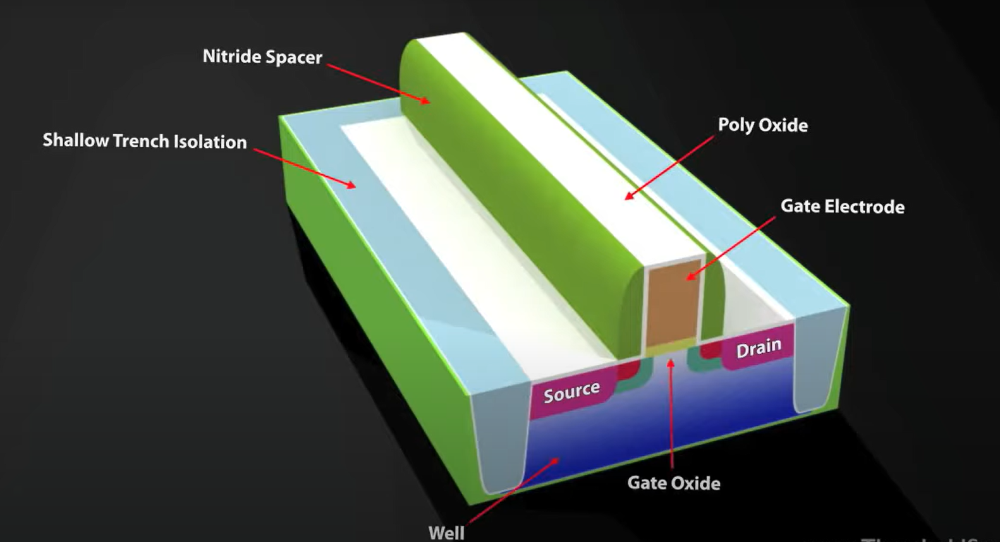 Nitride Spacer
Poly Oxide
Shallow Trench Isolation
Gate Electrode
Drain
Source
Gate Oxide
Well